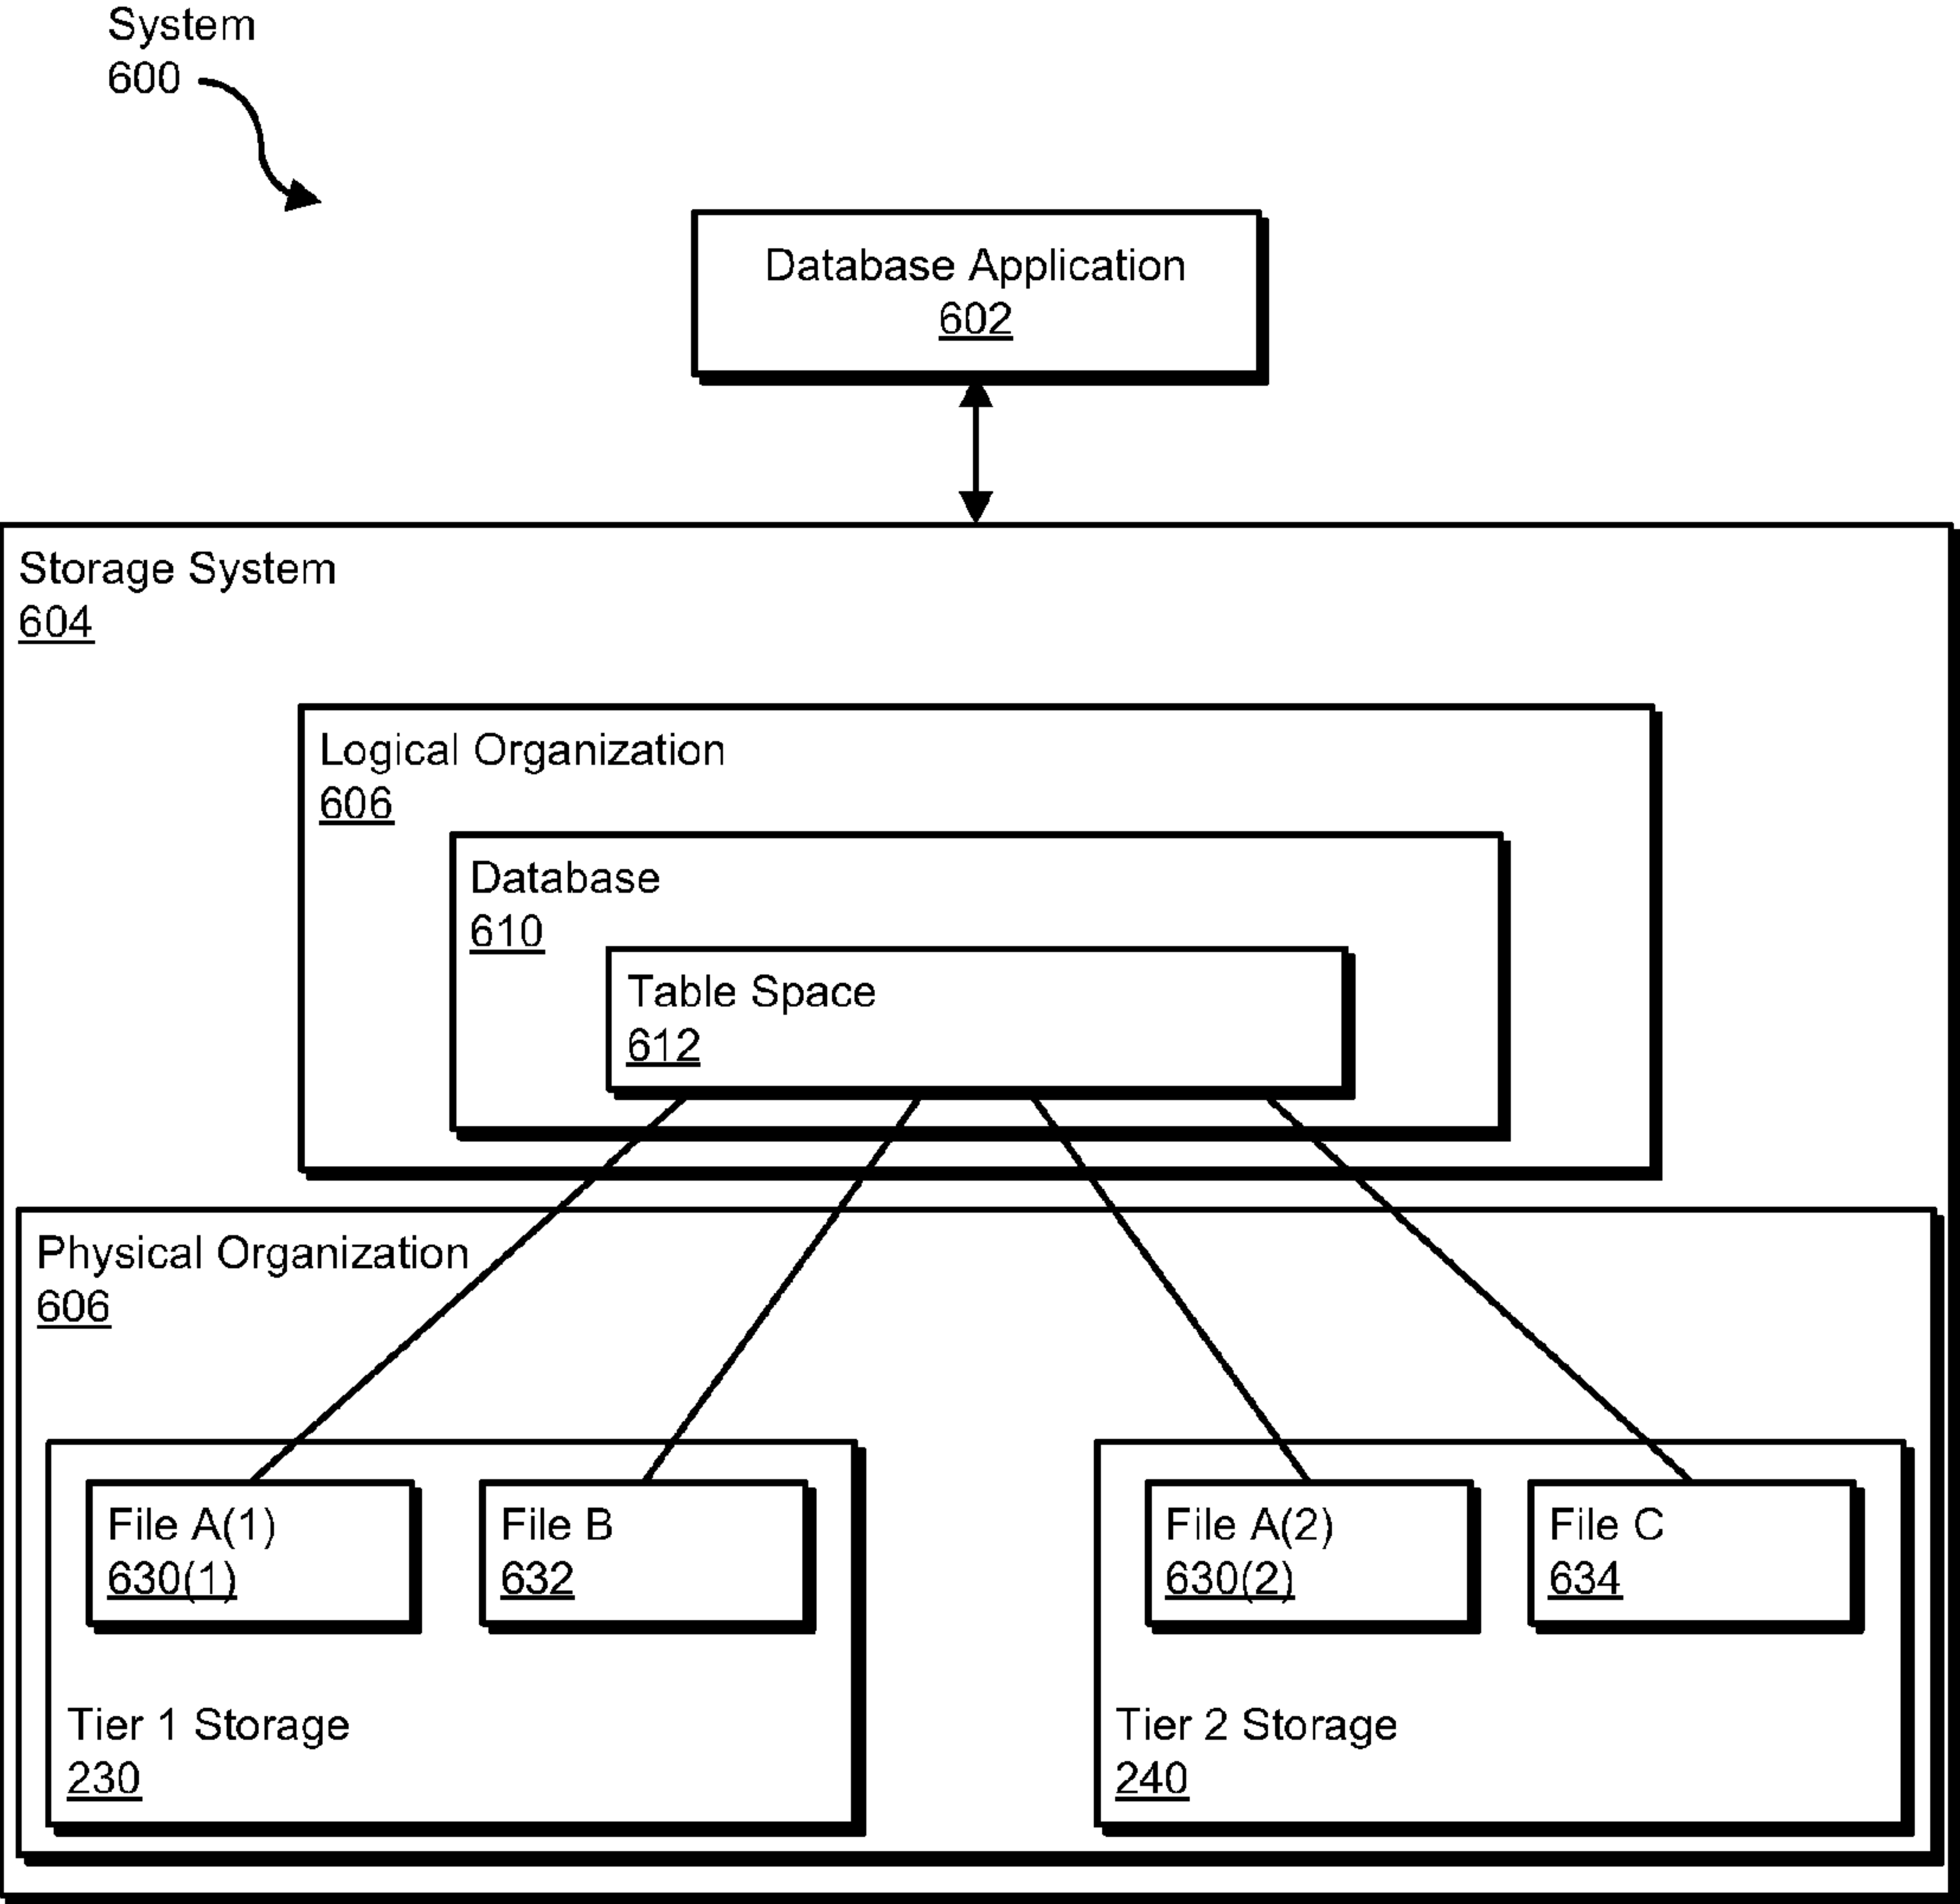 System
600
Database Application
602
Storage System
604
Logical Organization
606
Database
610
Table Space
612
Physical Organization
606
File A(1)
630(1)
File B
632
File A(2)
630(2)
File C
634
Tier 1 Storage
230
Tier 2 Storage
240